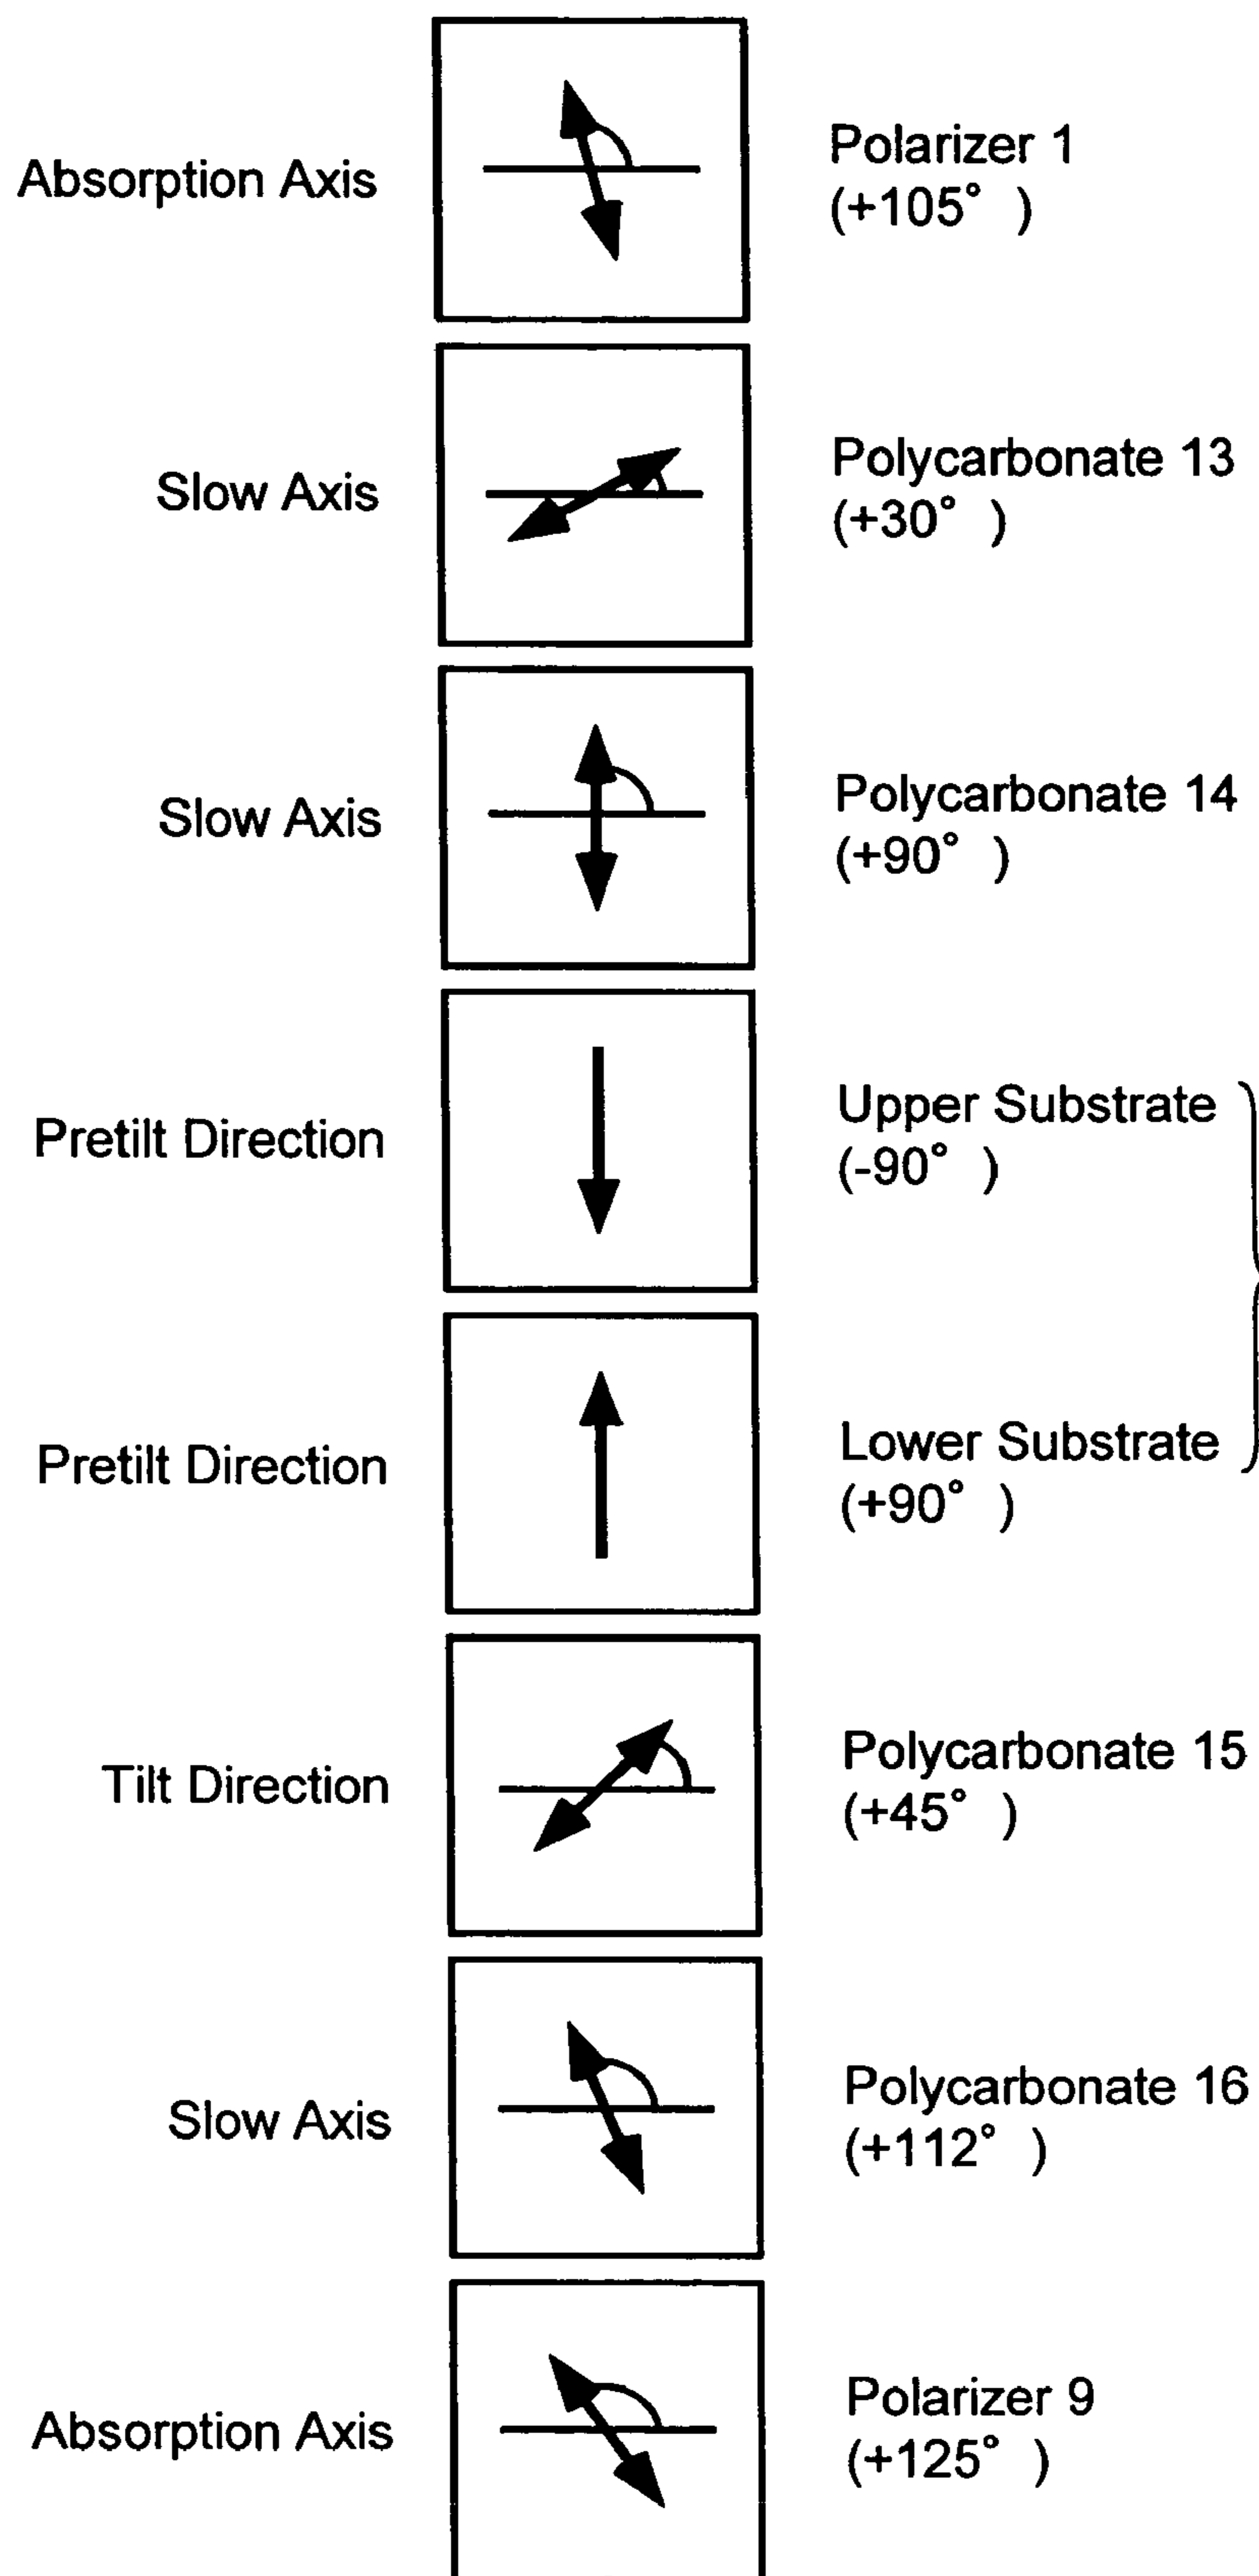 Absorption Axis
Polarizer 1
(+105° )
Slow Axis
Polycarbonate 13
(+30° )
Slow Axis
Polycarbonate 14
(+90° )
Pretilt Direction
Upper Substrate
(-90° )
Pretilt Direction
Lower Substrate
(+90° )
Tilt Direction
Polycarbonate 15
(+45° )
Slow Axis
Polycarbonate 16
(+112° )
Absorption Axis
Polarizer 9
(+125° )